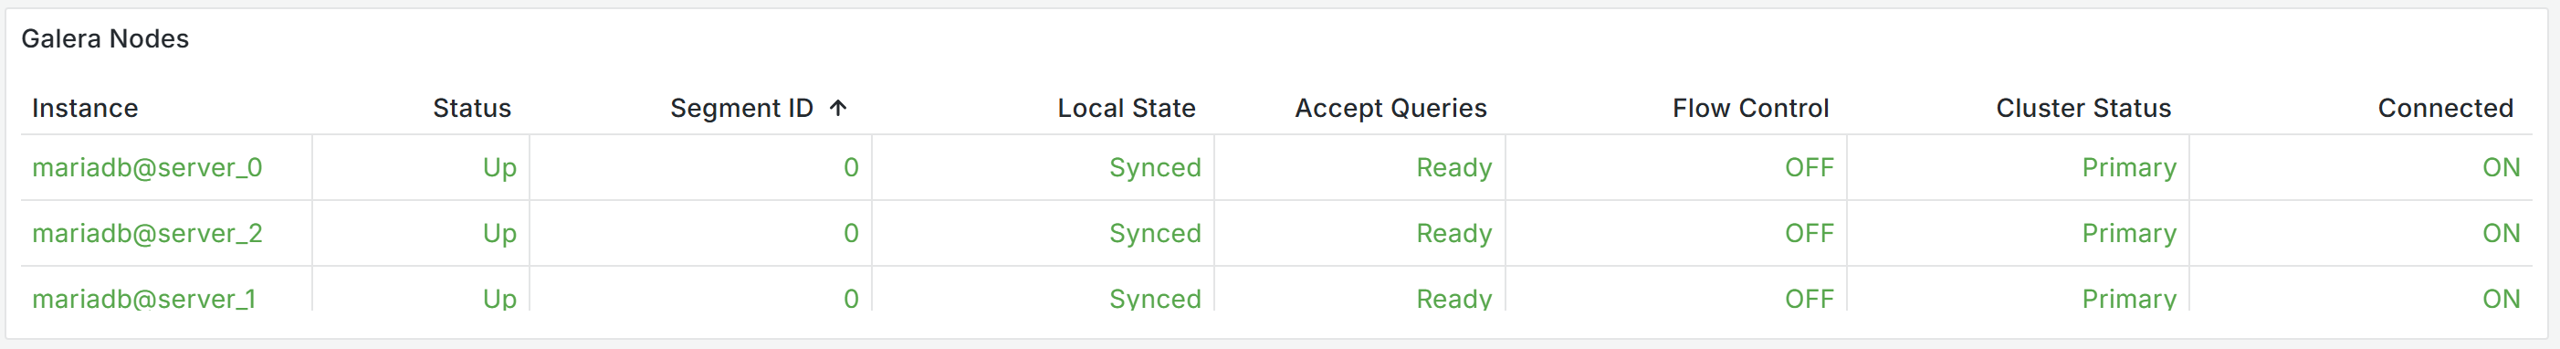 Galera Nodes
Instance Status Segment ID ↑ Local State Accept Queries Flow Control Cluster Status Connected
mariadb@server_0 Up 0 Synced Ready OFF Primary ON
mariadb@server_2 Up 0 Synced Ready OFF Primary ON
mariadb@server_1 Up 0 Synced Ready OFF Primary ON